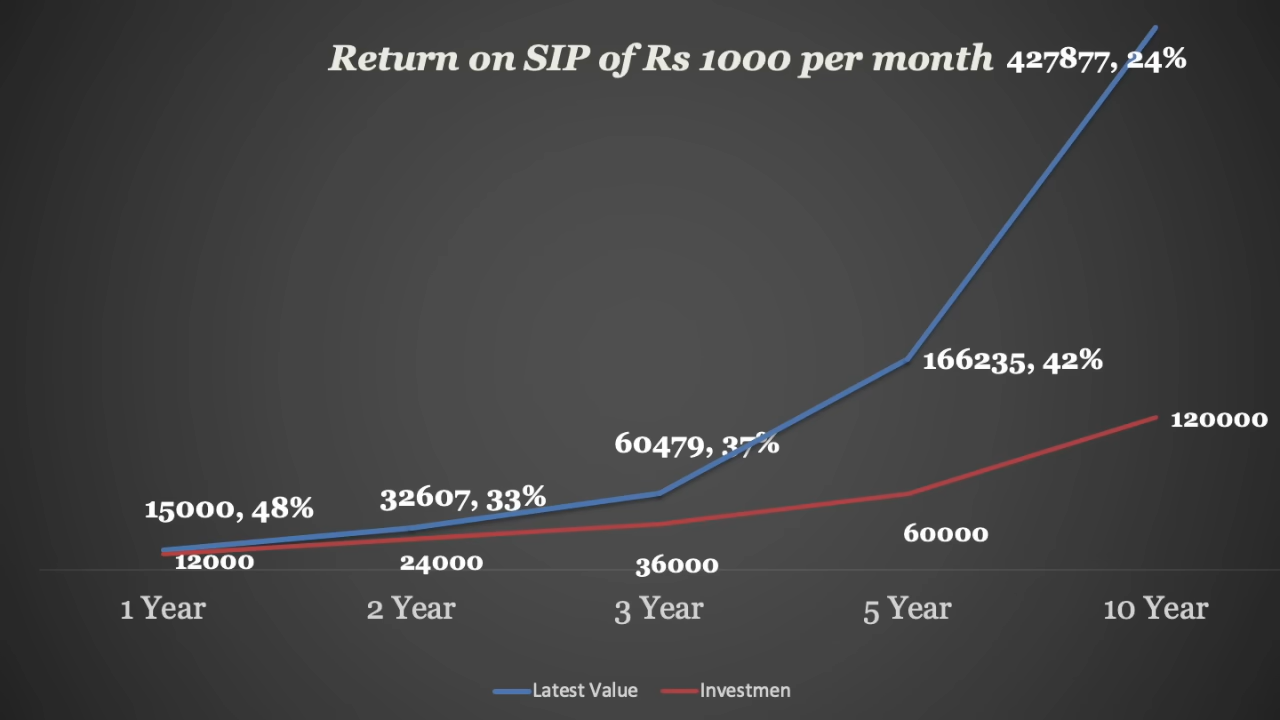 Return on SIP of Rs 1000 per month
427877, 24%
166235, 42%
120000
60479, 37%
15000, 48%
32607, 33%
60000
12000
24000
36000
1 Year
2 Year
3 Year
5 Year
10 Year
Latest Value
Investmen